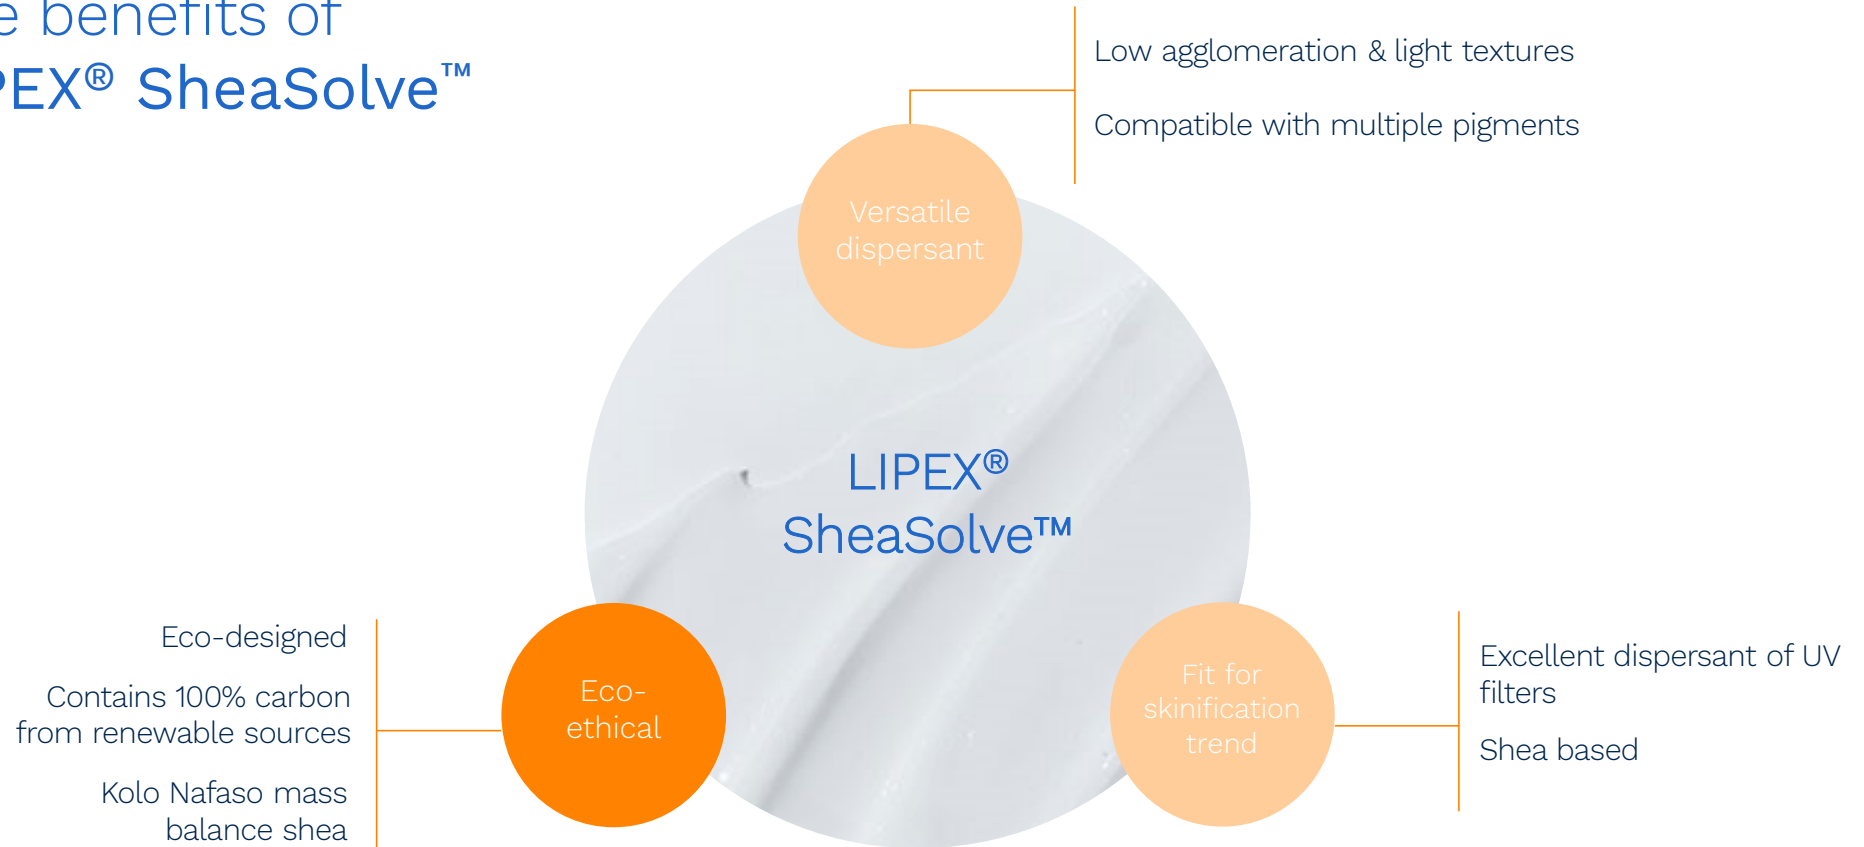 e benefits of
PEX® SheaSolve™
Low agglomeration & light textures
Compatible with multiple pigments
Versatile
dispersant
LIPEX®
SheaSolve™
Eco-designed
Contains 100% carbon
from renewable sources
Kolo Nafaso mass
balance shea
Eco-
ethical
Fit for
skinification
trend
Excellent dispersant of UV
filters
Shea based